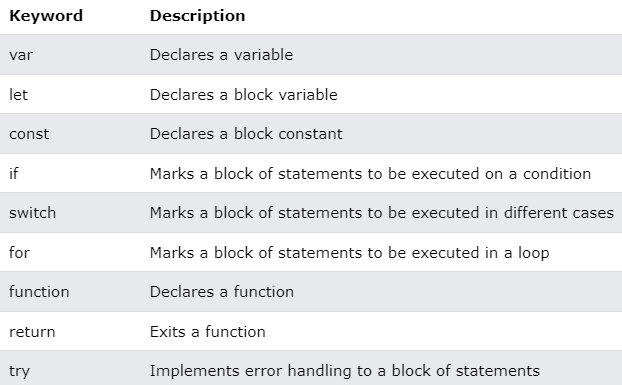 Keyword Description
var Declares a variable
let Declares a block variable
const Declares a block constant
if Marks a block of statements to be executed on a condition
switch Marks a block of statements to be executed in different cases
for Marks a block of statements to be executed in a loop
function Declares a function
return Exits a function
try Implements error handling to a block of statements